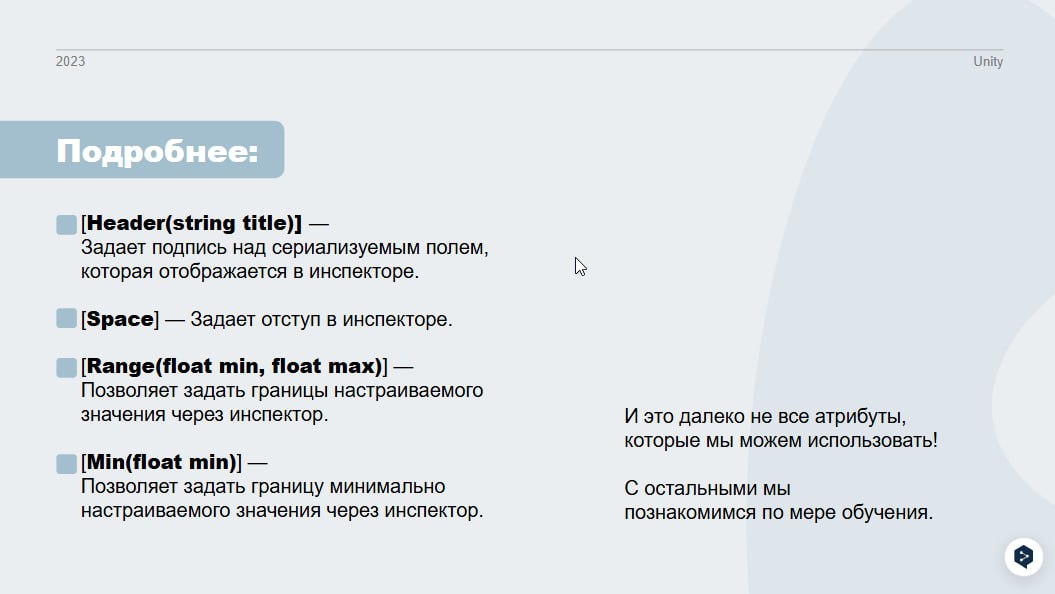 2023
Unity
Подробнее:
[Header(string title)] —
Задает подпись над сериализуемым полем,
которая отображается в инспекторе.
[Space] — Задает отступ в инспекторе.
[Range(float min, float max)] —
Позволяет задать границы настраиваемого
значения через инспектор.
[Min(float min)] —
Позволяет задать границу минимально
настраиваемого значения через инспектор.
И это далеко не все атрибуты,
которые мы можем использовать!
С остальными мы
познакомимся по мере обучения.